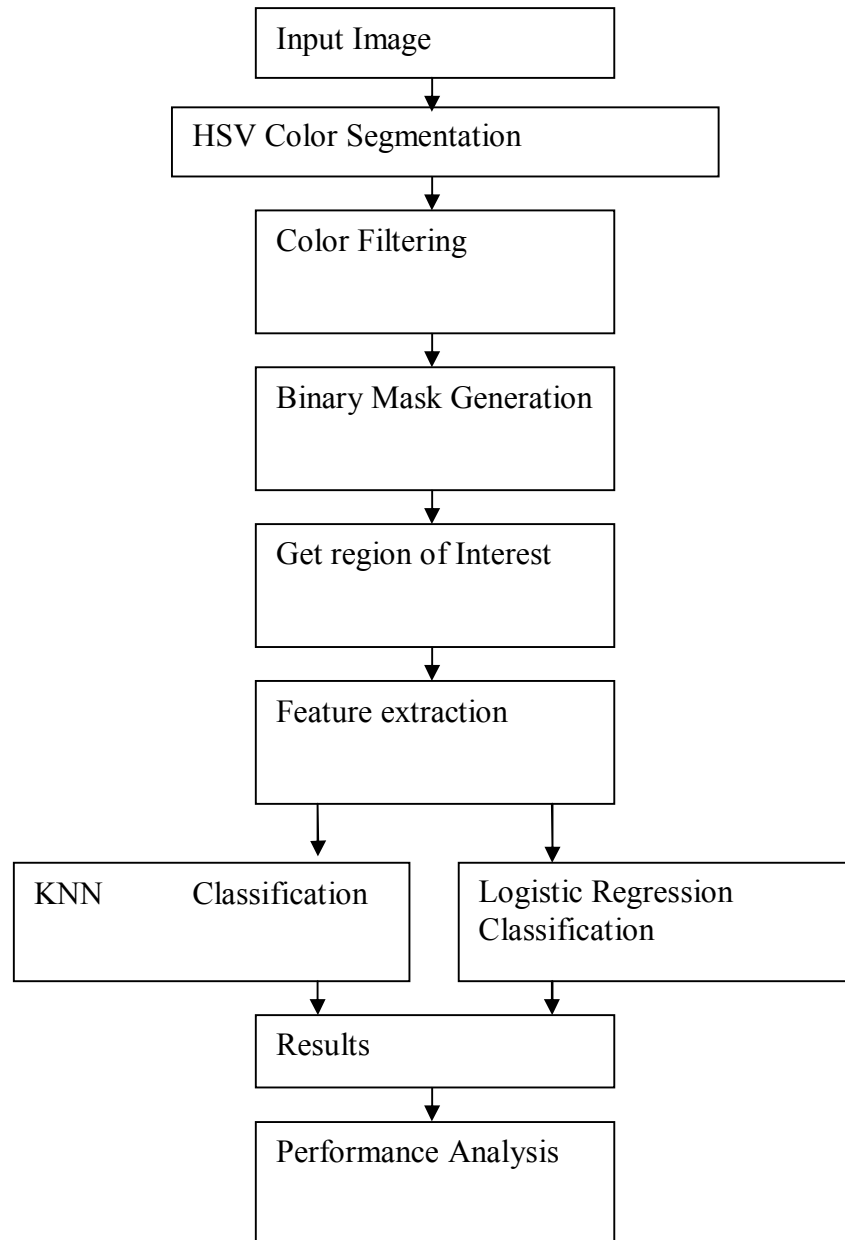 Input Image
HSV Color Segmentation
Color Filtering
Binary Mask Generation
Get region of Interest
Feature extraction
KNN Classification
Logistic Regression
Classification
Results
Performance Analysis